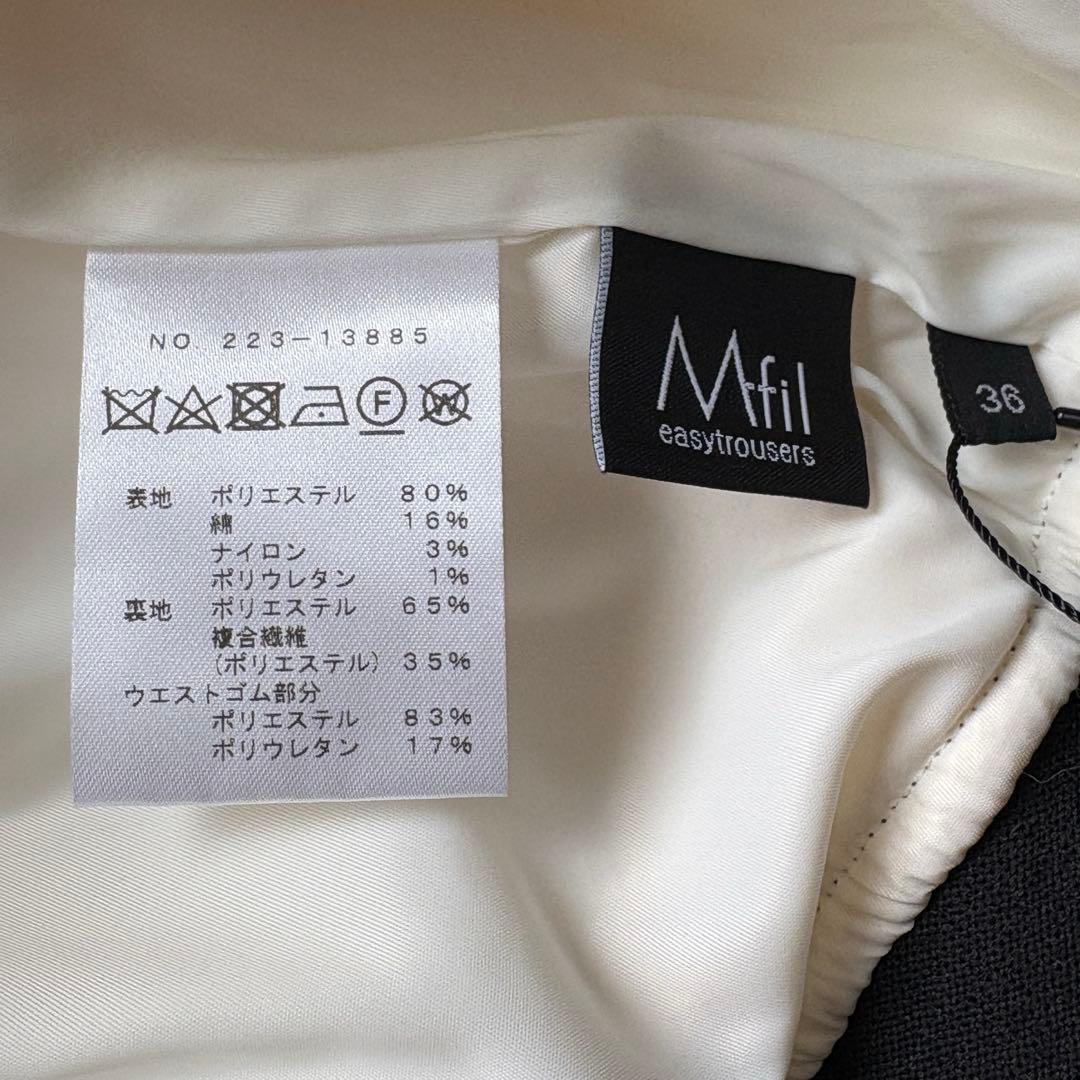 NO. 223-13885
F W
表地 ポリエステル 80%
綿 16%
ナイロン 3%
ポリウレタン 1%
裏地 ポリエステル 65%
複合繊維
(ポリエステル) 35%
ウエストゴム部分
ポリエステル 83%
ポリウレタン 17%
Mfil
easytrousers
36